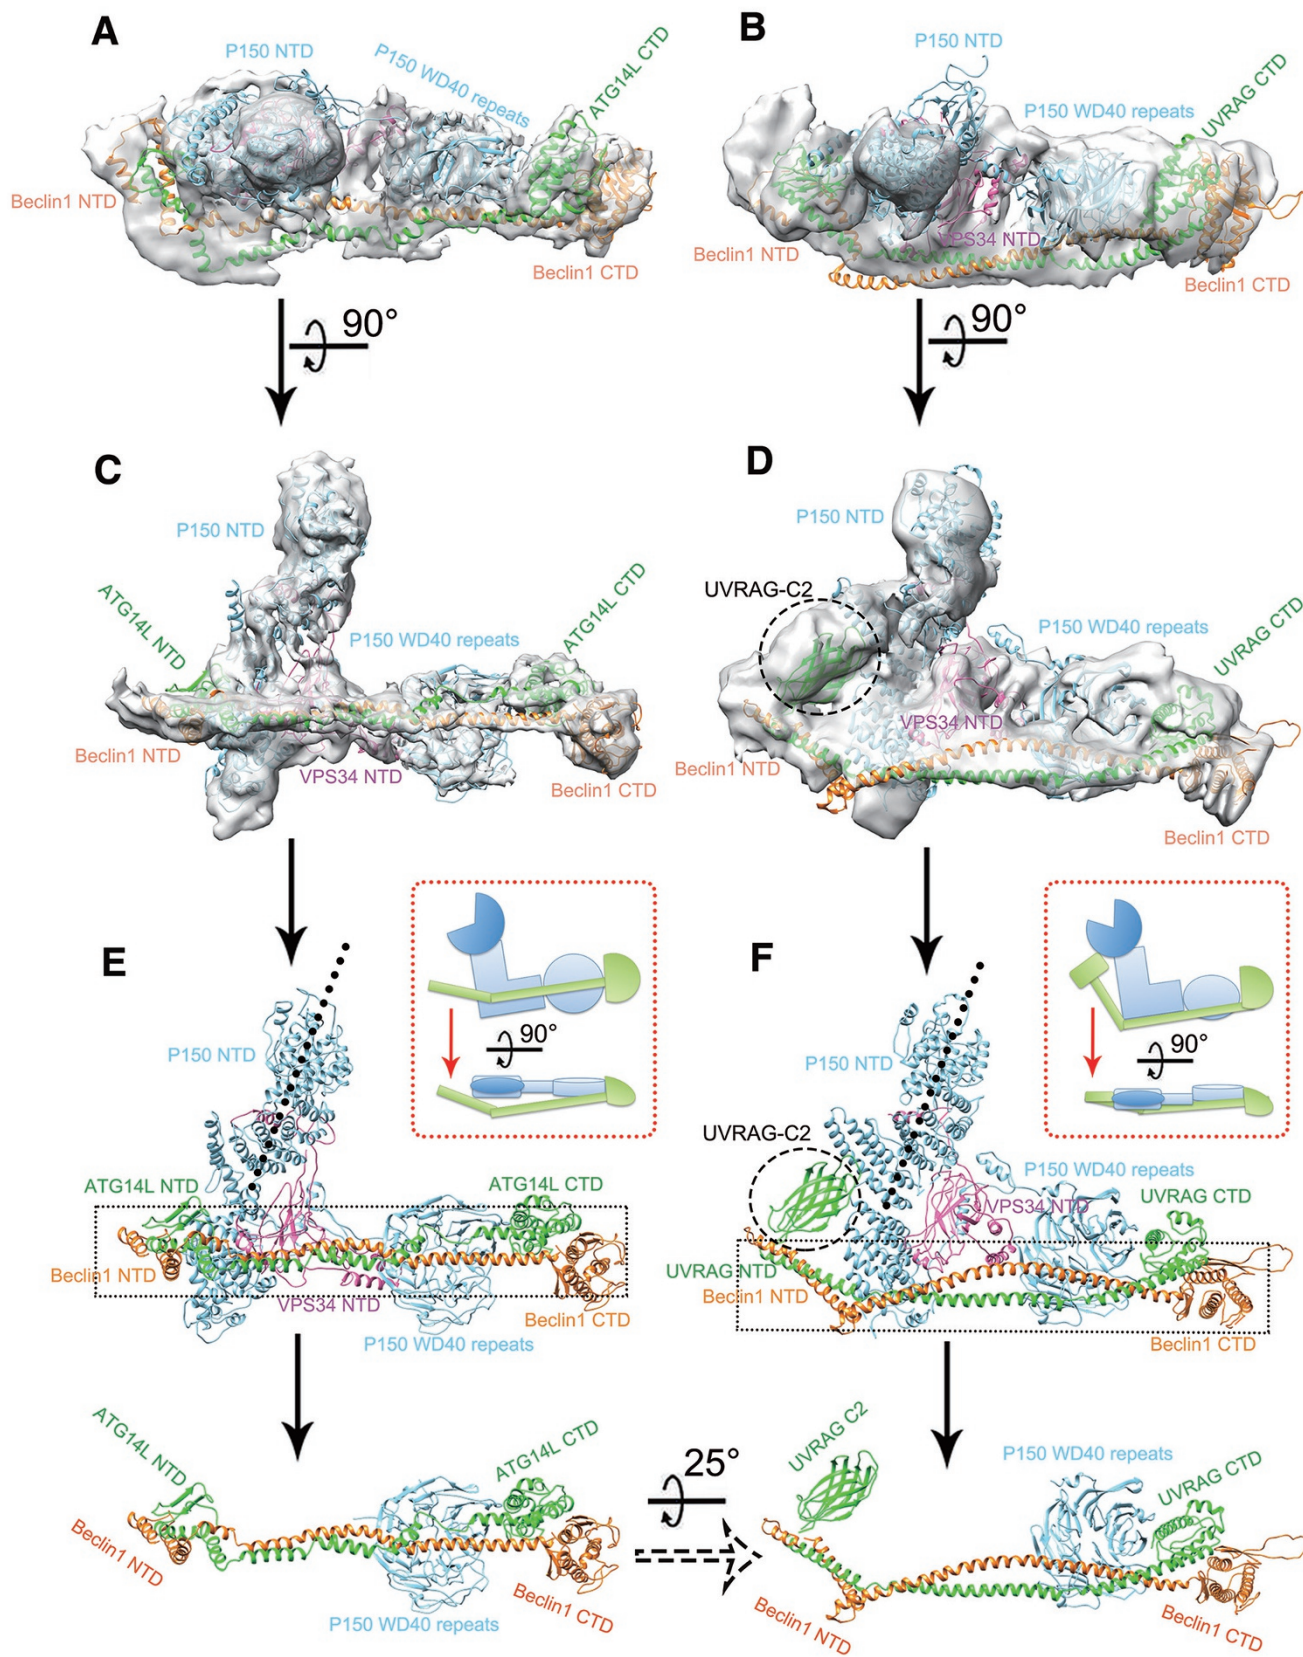 A
P150 NTD
P150 WD40 repeats
ATG14L CTD
Beclin1 NTD
Beclin1 CTD
90°
B
P150 NTD
P150 WD40 repeats
UVRAG CTD
Beclin1 NTD
VPS34 NTD
Beclin1 CTD
90°
C
P150 NTD
ATG14L NTD
P150 WD40 repeats
ATG14L CTD
Beclin1 NTD
VPS34 NTD
Beclin1 CTD
D
P150 NTD
UVRAG-C2
P150 WD40 repeats
UVRAG CTD
VPS34 NTD
Beclin1 NTD
Beclin1 CTD
E
90°
P150 NTD
ATG14L NTD
ATG14L CTD
Beclin1 NTD
VPS34 NTD
Beclin1 CTD
P150 WD40 repeats
F
90°
P150 NTD
UVRAG-C2
P150 WD40 repeats
VPS34 NTD
UVRAG CTD
UVRAG NTD
Beclin1 NTD
Beclin1 CTD
ATG14L NTD
ATG14L CTD
Beclin1 NTD
P150 WD40 repeats
Beclin1 CTD
25°
UVRAG C2
P150 WD40 repeats
UVRAG CTD
Beclin1 NTD
Beclin1 CTD